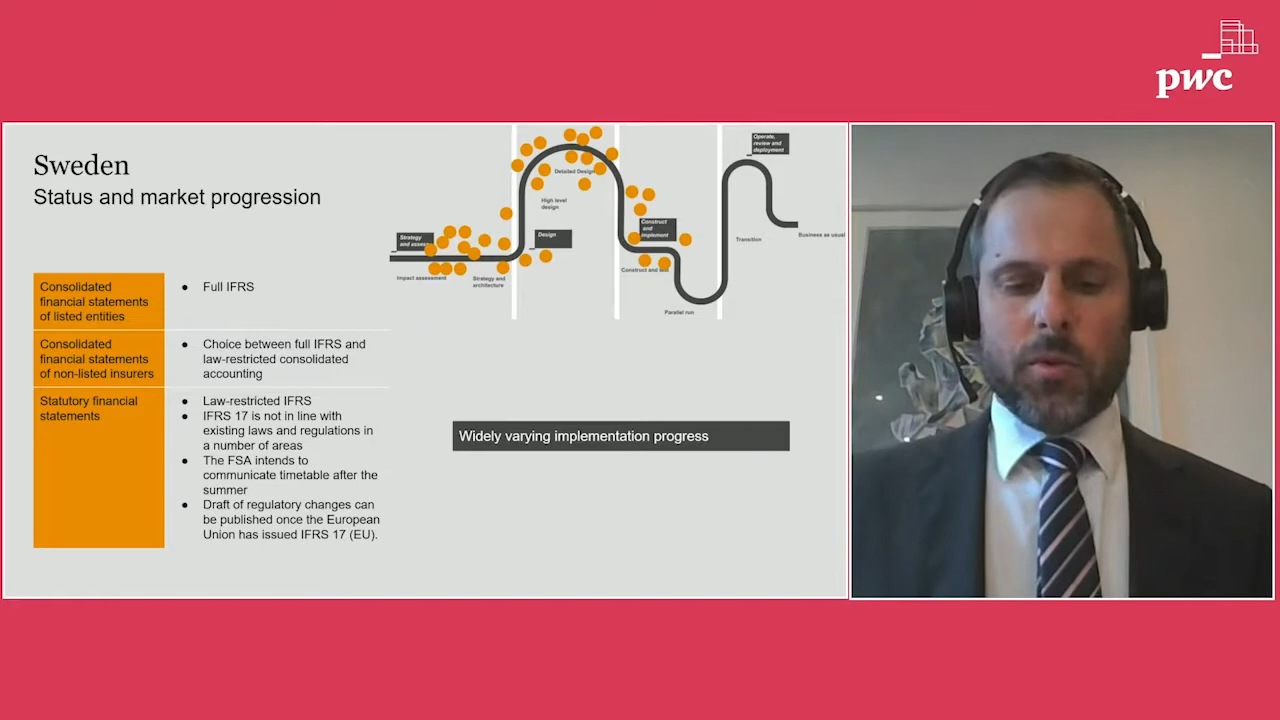 pwc
Sweden
Status and market progression
Consolidated
financial statements
of listed entities
● Full IFRS
Consolidated
financial statements
of non-listed insurers
● Choice between full IFRS and
law-restricted consolidated
accounting
Statutory financial
statements
● Law-restricted IFRS
● IFRS 17 is not in line with
existing laws and regulations in
a number of areas
● The FSA intends to
communicate timetable after the
summer
● Draft of regulatory changes can
be published once the European
Union has issued IFRS 17 (EU).
Strategy
and assess
Impact assessment
Strategy and
architecture
Design
High level
design
Detailed Design
Construct
and
implement
Construct and test
Parallel run
Operate,
review and
deployment
Transition
Business as usual
Widely varying implementation progress